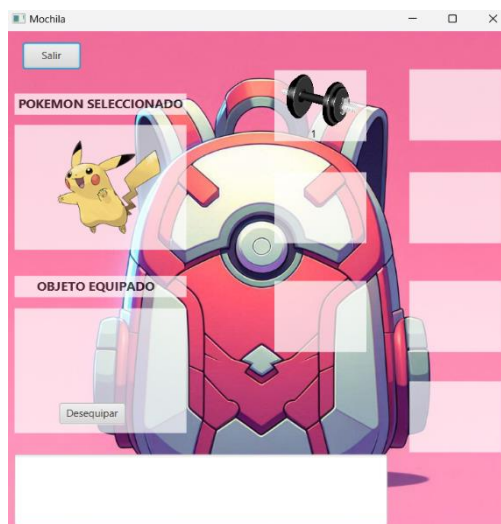 Mochila
Salir
POKEMON SELECCIONADO
1
OBJETO EQUIPADO
Desequipar